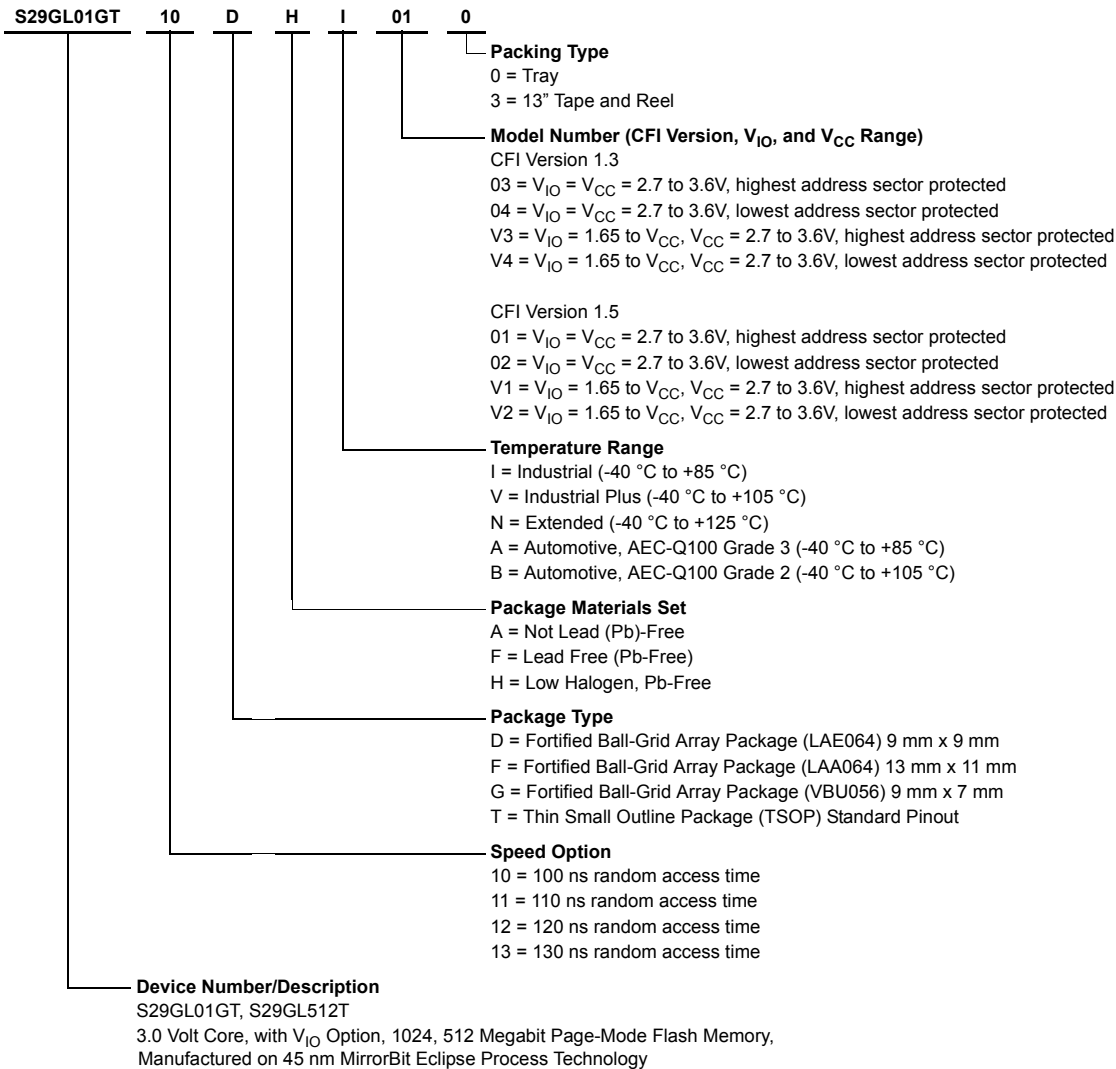 S29GL01GT 10 D H I 01 0
Packing Type
0 = Tray
3 = 13” Tape and Reel
Model Number (CFI Version, VIO, and VCC Range)
CFI Version 1.3
03 = VIO = VCC = 2.7 to 3.6V, highest address sector protected
04 = VIO = VCC = 2.7 to 3.6V, lowest address sector protected
V3 = VIO = 1.65 to VCC, VCC = 2.7 to 3.6V, highest address sector protected
V4 = VIO = 1.65 to VCC, VCC = 2.7 to 3.6V, lowest address sector protected
CFI Version 1.5
01 = VIO = VCC = 2.7 to 3.6V, highest address sector protected
02 = VIO = VCC = 2.7 to 3.6V, lowest address sector protected
V1 = VIO = 1.65 to VCC, VCC = 2.7 to 3.6V, highest address sector protected
V2 = VIO = 1.65 to VCC, VCC = 2.7 to 3.6V, lowest address sector protected
Temperature Range
I = Industrial (-40 °C to +85 °C)
V = Industrial Plus (-40 °C to +105 °C)
N = Extended (-40 °C to +125 °C)
A = Automotive, AEC-Q100 Grade 3 (-40 °C to +85 °C)
B = Automotive, AEC-Q100 Grade 2 (-40 °C to +105 °C)
Package Materials Set
A = Not Lead (Pb)-Free
F = Lead Free (Pb-Free)
H = Low Halogen, Pb-Free
Package Type
D = Fortified Ball-Grid Array Package (LAE064) 9 mm x 9 mm
F = Fortified Ball-Grid Array Package (LAA064) 13 mm x 11 mm
G = Fortified Ball-Grid Array Package (VBU056) 9 mm x 7 mm
T = Thin Small Outline Package (TSOP) Standard Pinout
Speed Option
10 = 100 ns random access time
11 = 110 ns random access time
12 = 120 ns random access time
13 = 130 ns random access time
Device Number/Description
S29GL01GT, S29GL512T
3.0 Volt Core, with VIO Option, 1024, 512 Megabit Page-Mode Flash Memory,
Manufactured on 45 nm MirrorBit Eclipse Process Technology